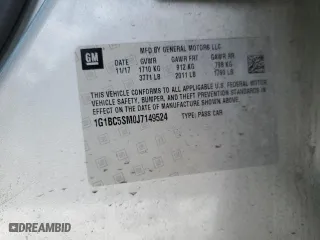 GM
MFD BY GENERAL MOTORS LLC
11/17 GVWR GAWR FRT GAWR RR
1710 KG 912 KG 798 KG
3771 LB 2011 LB 1760 LB
THIS VEHICLE CONFORMS TO ALL APPLICABLE U.S. FEDERAL MOTOR
VEHICLE SAFETY, BUMPER, AND THEFT PREVENTION STANDARDS IN
EFFECT ON THE DATE OF MANUFACTURE SHOWN ABOVE.
1G1BC5SM0J7149524 TYPE: PASS CAR
DREAMBID